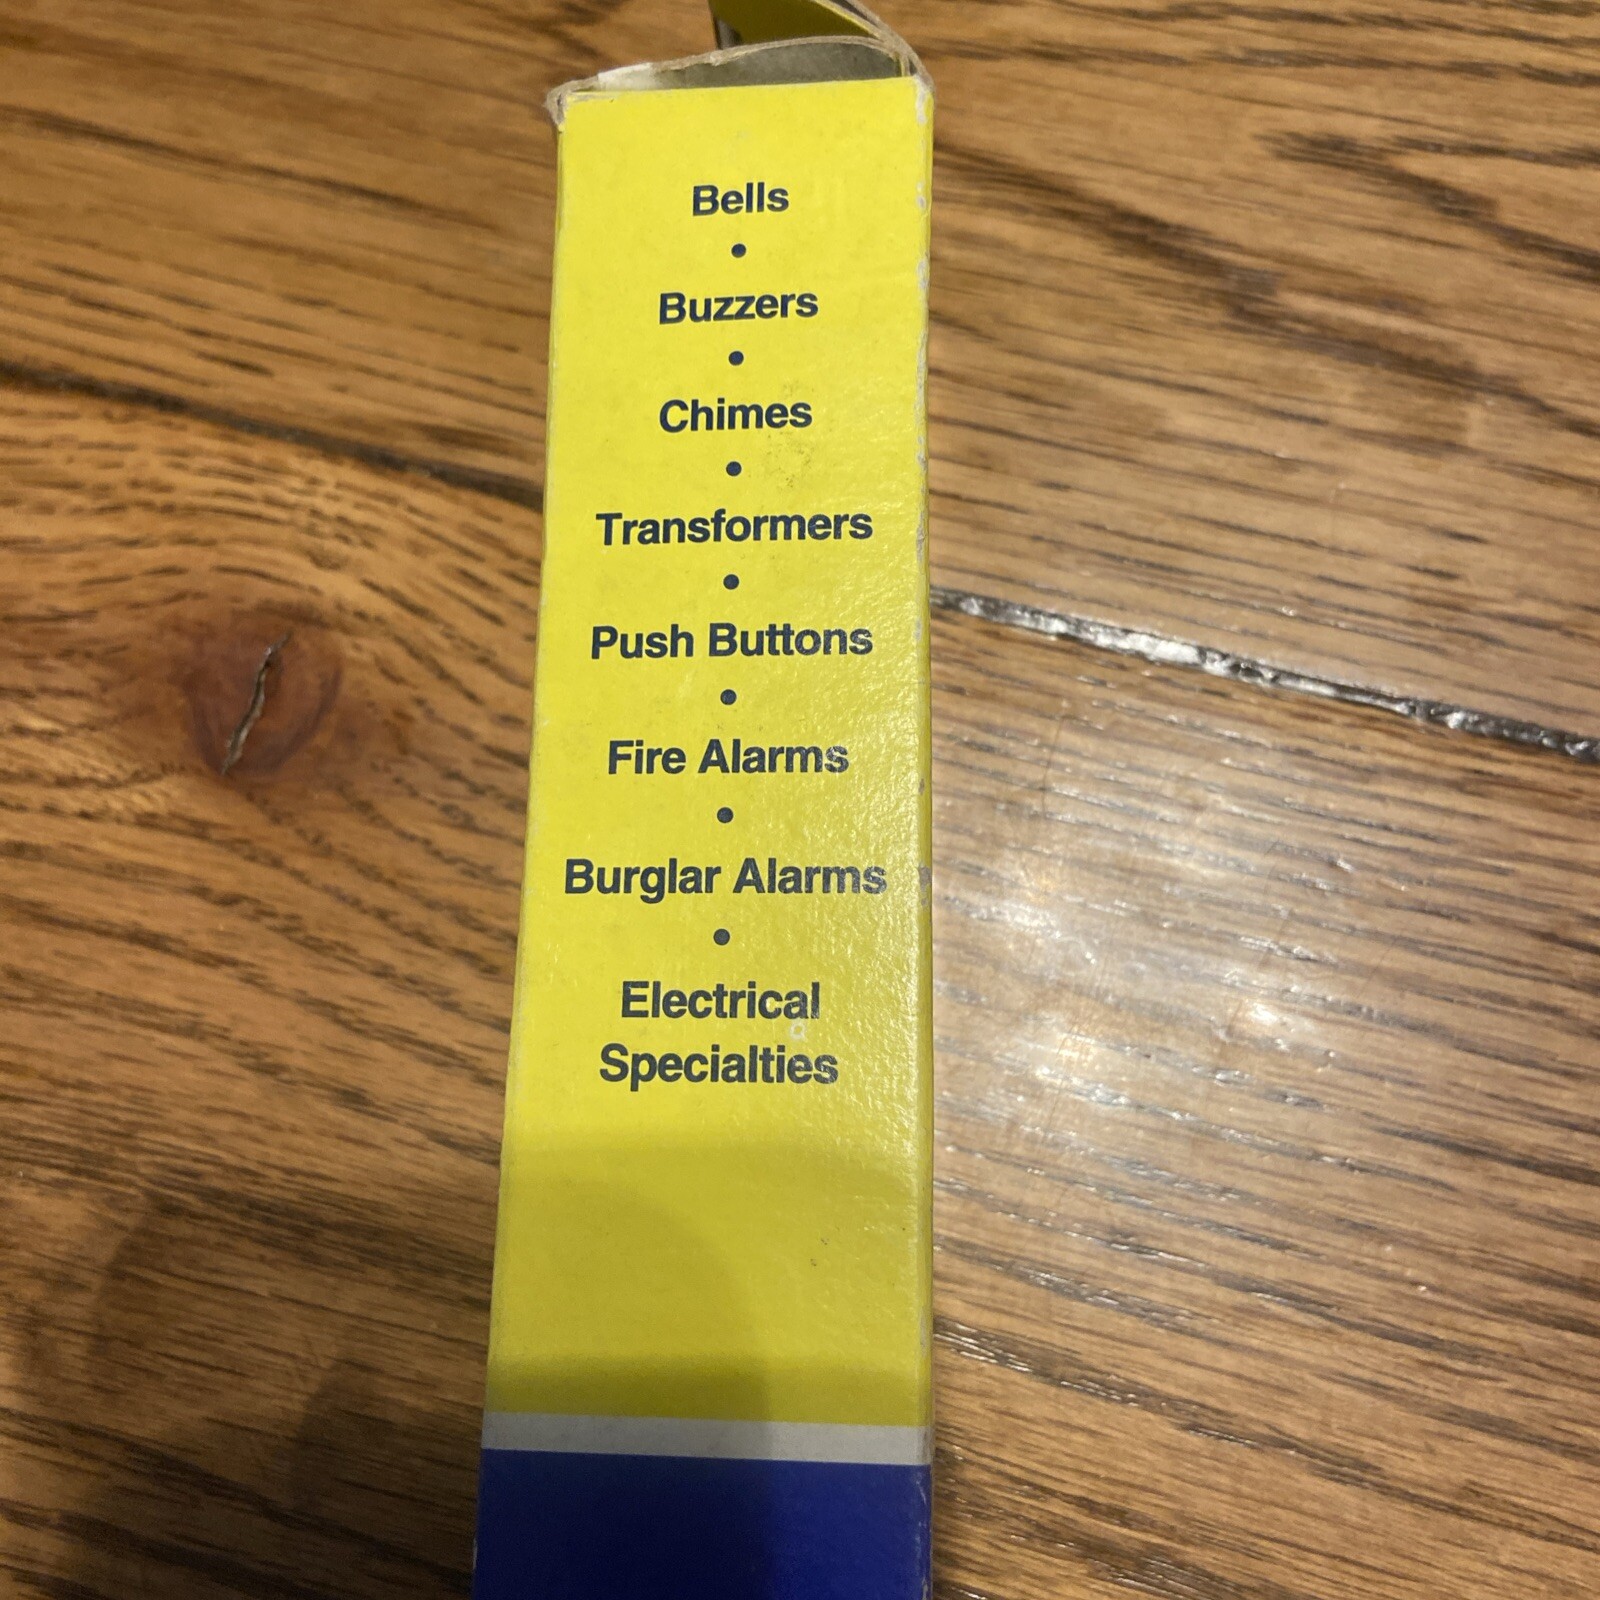 Bells
•
Buzzers
•
Chimes
•
Transformers
•
Push Buttons
•
Fire Alarms
•
Burglar Alarms
•
Electrical
Specialties